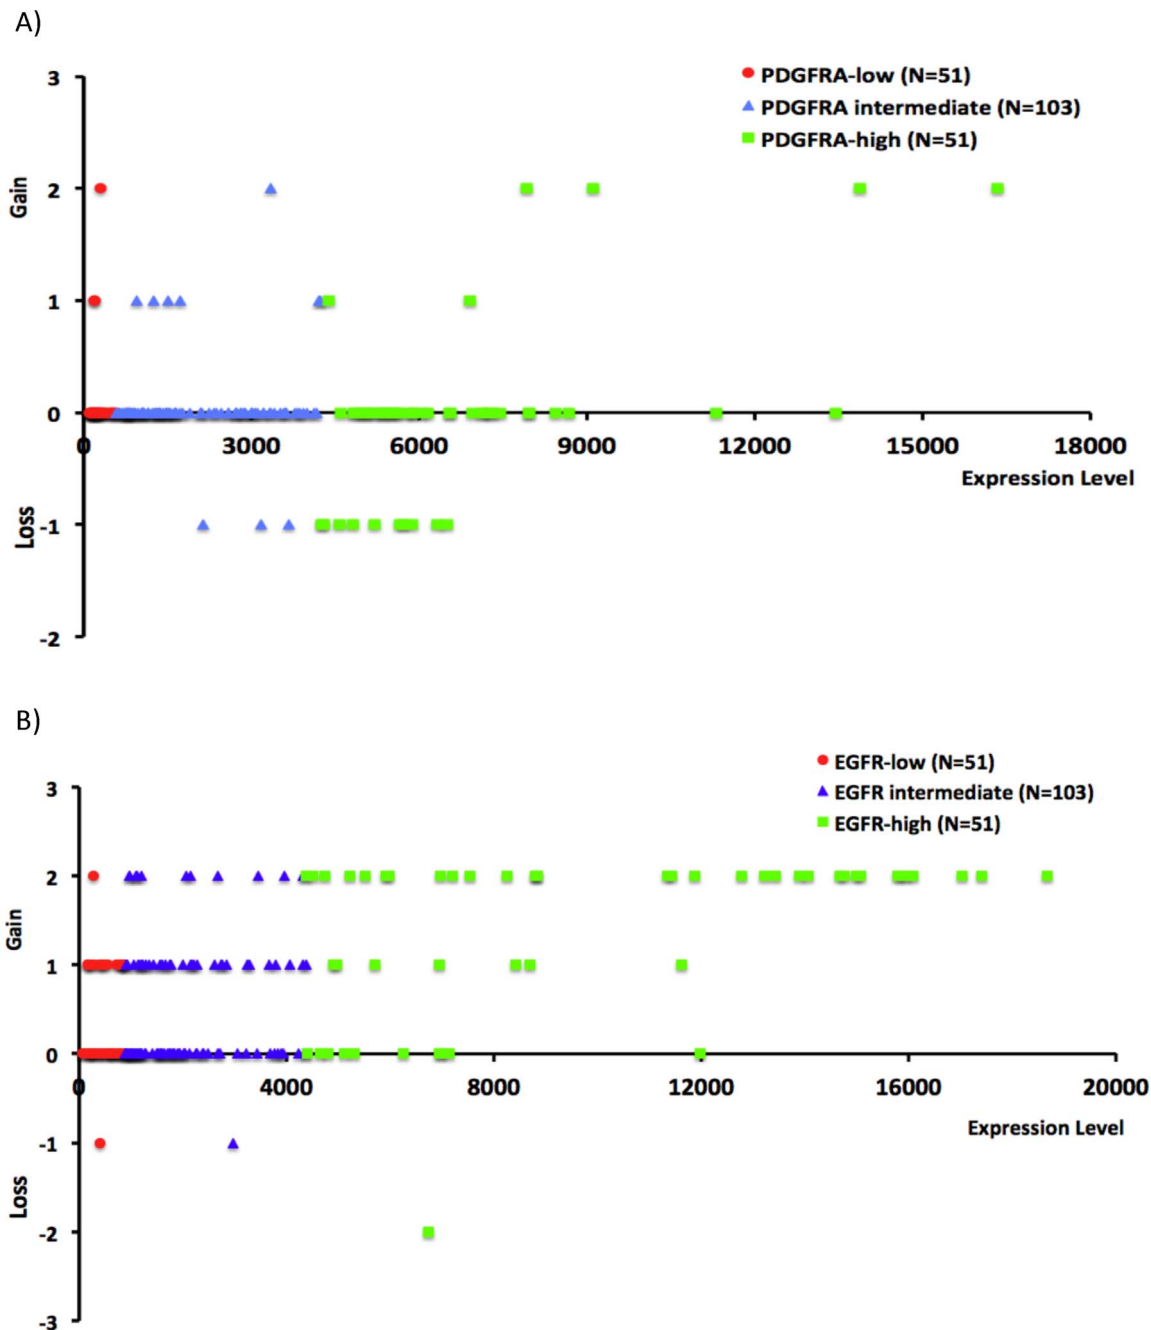 A)
PDGFRA-low (N=51)
PDGFRA intermediate (N=103)
PDGFRA-high (N=51)
3
2
1
0
-1
-2
Gain
Loss
0 3000 6000 9000 12000 15000 18000
Expression Level
B)
EGFR-low (N=51)
EGFR intermediate (N=103)
EGFR-high (N=51)
3
2
1
0
-1
-2
-3
Gain
Loss
0 4000 8000 12000 16000 20000
Expression Level